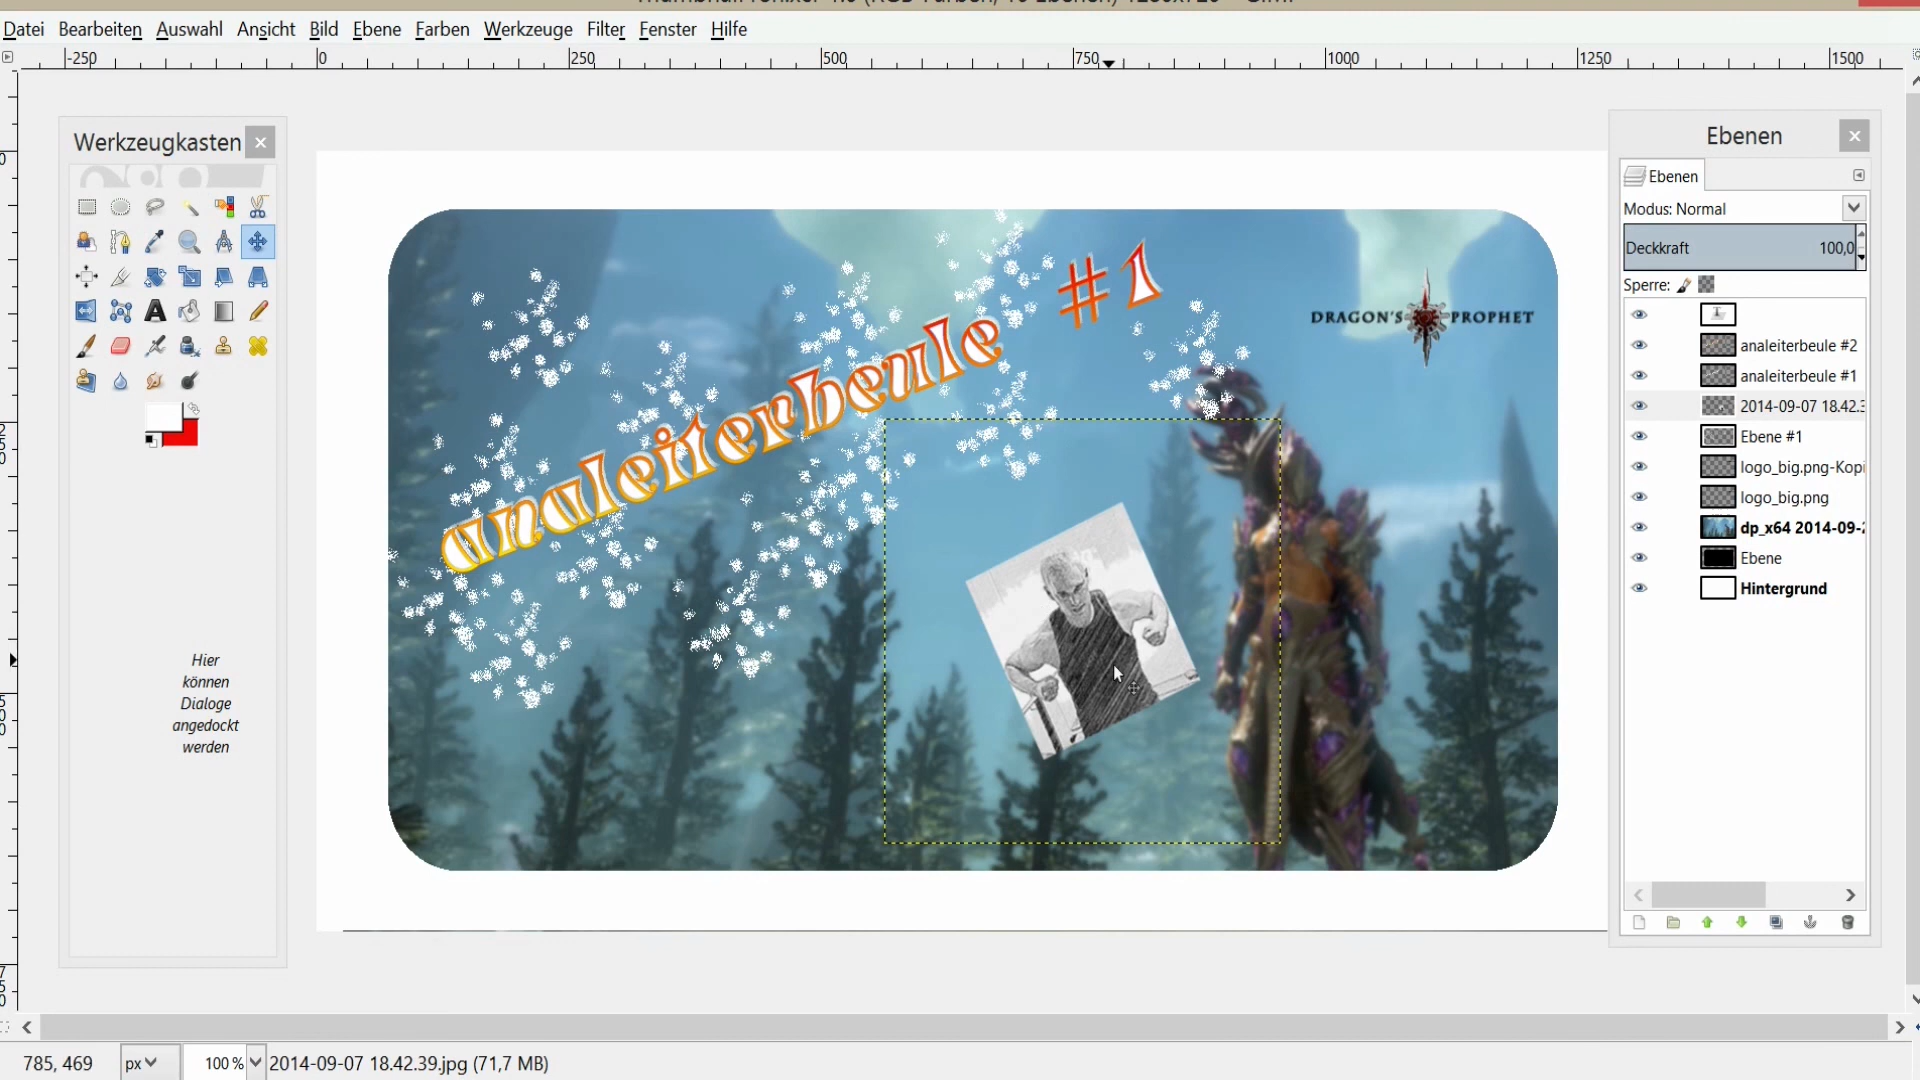 Datei Bearbeiten Auswahl Ansicht Bild Ebene Farben Werkzeuge Filter Fenster Hilfe
-250 0 250 500 750 1000 1250 1500
Werkzeugkasten
Hier
können
Dialoge
angedockt
werden
analeiterbeule #1
DRAGON'S PROPHET
Ebenen
Ebenen
Modus: Normal
Deckkraft 100,0
Sperre:
analeiterbeule #2
analeiterbeule #1
2014-09-07 18.42.3
Ebene #1
logo_big.png-Kopi
logo_big.png
dp_x64 2014-09-2
Ebene
Hintergrund
785, 469 px 100 % 2014-09-07 18.42.39.jpg (71,7 MB)